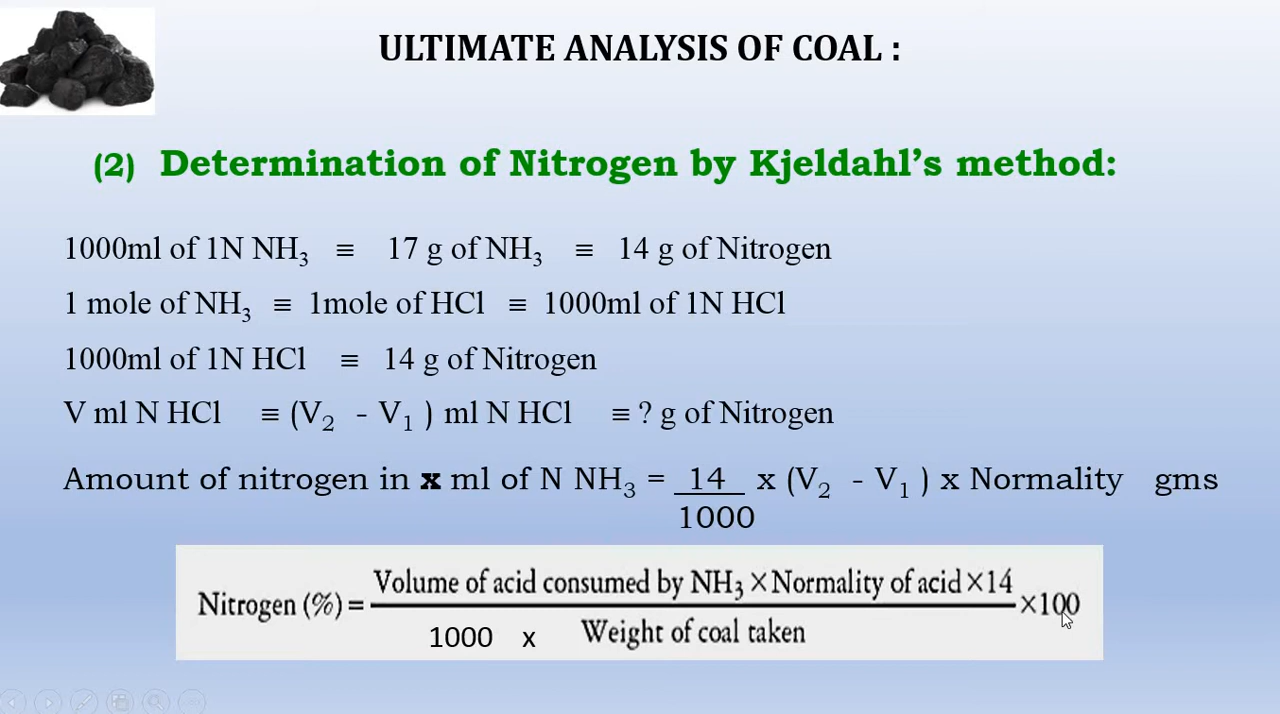 ULTIMATE ANALYSIS OF COAL :
(2) Determination of Nitrogen by Kjeldahl's method:
1000ml of 1N NH₃ ≡ 17 g of NH₃ ≡ 14 g of Nitrogen
1 mole of NH₃ ≡ 1mole of HCl ≡ 1000ml of 1N HCl
1000ml of 1N HCl ≡ 14 g of Nitrogen
V ml N HCl ≡ (V₂ - V₁ ) ml N HCl ≡ ? g of Nitrogen
Amount of nitrogen in x ml of N NH₃ = 14 x (V₂ - V₁ ) x Normality gms
1000
Volume of acid consumed by NH₃ × Normality of acid × 14
Nitrogen (%) = ×100
1000 x Weight of coal taken